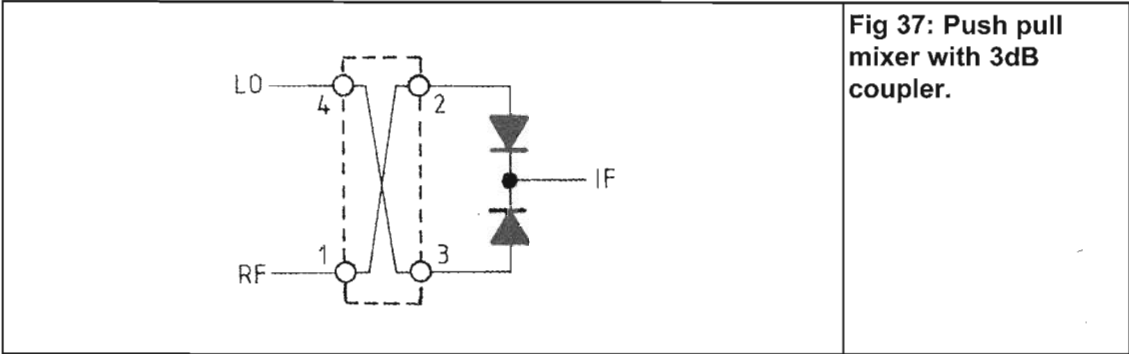 LO
4
2
IF
1
3
RF
Fig 37: Push pull
mixer with 3dB
coupler.